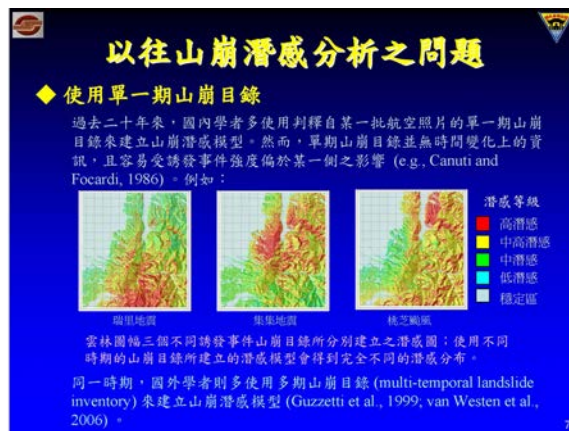 以往山崩潛感分析之問題
◆ 使用單一期山崩目錄
過去二十年來，國內學者多使用判釋自某一批航空照片的單一期山崩
目錄來建立山崩潛感模型。然而，單期山崩目錄並無時間變化上的資
訊，且容易受誘發事件強度偏於某一側之影響 (e.g., Canuti and
Focardi, 1986)。例如：
潛感等級
高潛感
中高潛感
中潛感
低潛感
穩定區
瑞里地震
集集地震
桃芝颱風
雲林圖幅三個不同誘發事件山崩目錄所分別建立之潛感圖；使用不同
時期的山崩目錄所建立的潛感模型會得到完全不同的潛感分布。
同一時期，國外學者則多使用多期山崩目錄 (multi-temporal landslide
inventory) 來建立山崩潛感模型 (Guzzetti et al., 1999; van Westen et al.,
2006)。
7